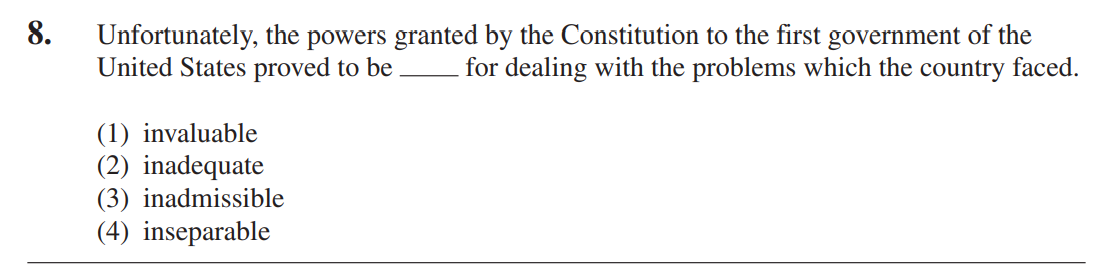 8. Unfortunately, the powers granted by the Constitution to the first government of the
United States proved to be ____ for dealing with the problems which the country faced.
(1) invaluable
(2) inadequate
(3) inadmissible
(4) inseparable